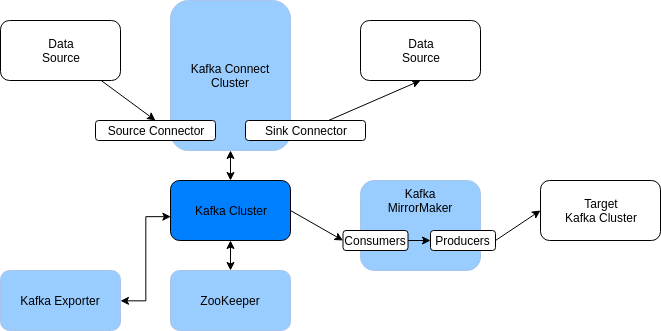 Data
Source
Kafka Connect
Cluster
Data
Source
Source Connector
Sink Connector
Kafka Cluster
Kafka
MirrorMaker
Target
Kafka Cluster
Consumers
Producers
Kafka Exporter
ZooKeeper